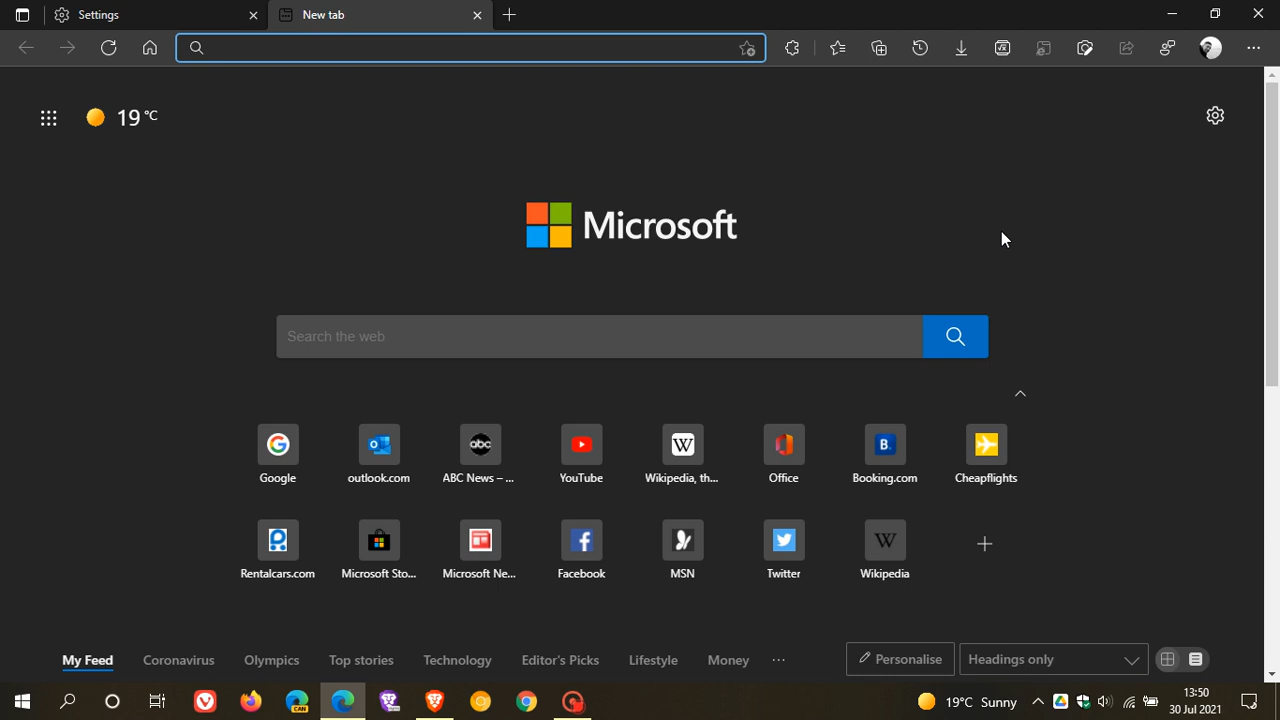 Settings
New tab
19 °C
Microsoft
Search the web
Google
outlook.com
ABC News – ...
YouTube
Wikipedia, th...
Office
Booking.com
Cheapflights
Rentalcars.com
Microsoft Sto...
Microsoft Ne...
Facebook
MSN
Twitter
Wikipedia
My Feed
Coronavirus
Olympics
Top stories
Technology
Editor's Picks
Lifestyle
Money
...
Personalise
Headings only
19°C Sunny
13:50
30 Jul 2021